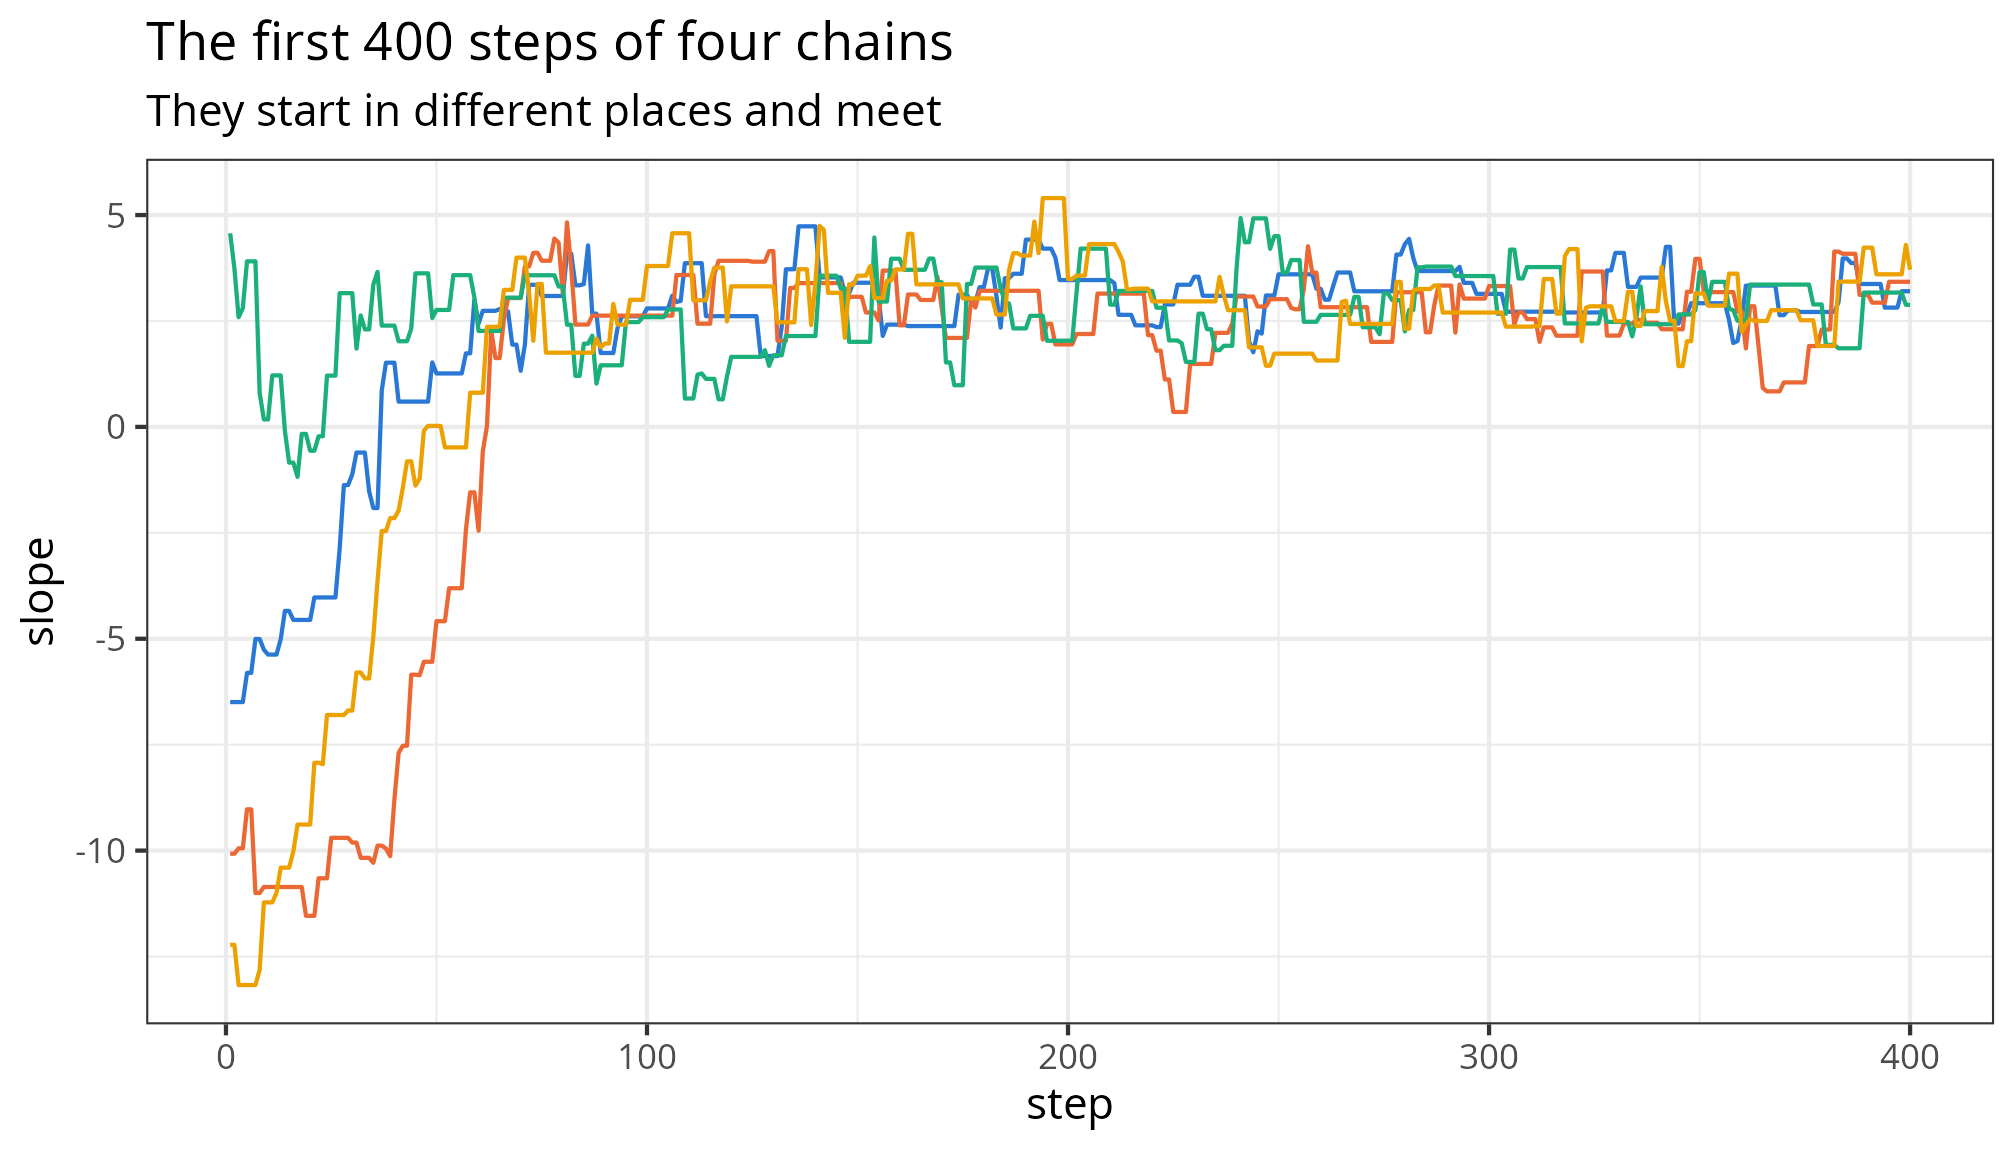 The first 400 steps of four chains
They start in different places and meet
5
0
-5
-10
slope
0 100 200 300 400
step